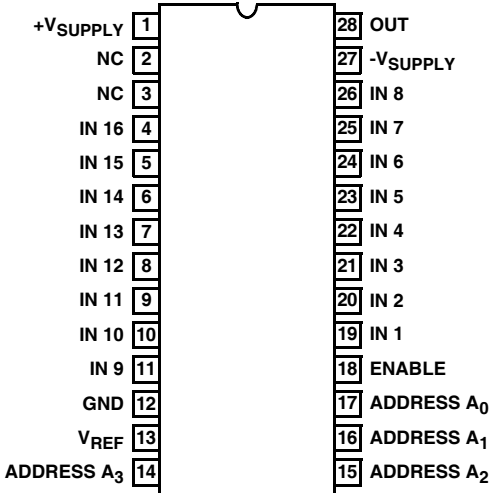 +VSUPPLY 1 28 OUT
NC 2 27 -VSUPPLY
NC 3 26 IN 8
IN 16 4 25 IN 7
IN 15 5 24 IN 6
IN 14 6 23 IN 5
IN 13 7 22 IN 4
IN 12 8 21 IN 3
IN 11 9 20 IN 2
IN 10 10 19 IN 1
IN 9 11 18 ENABLE
GND 12 17 ADDRESS A0
VREF 13 16 ADDRESS A1
ADDRESS A3 14 15 ADDRESS A2